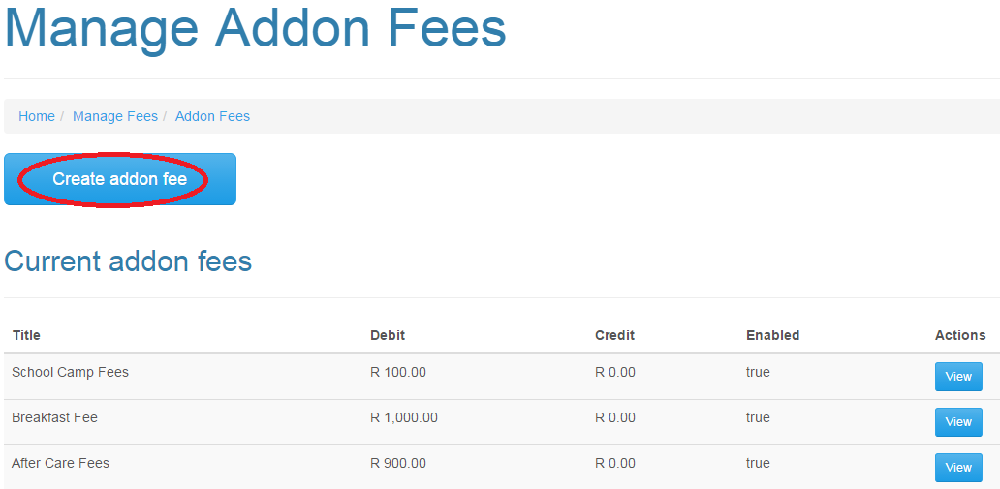 Manage Addon Fees
Home / Manage Fees / Addon Fees
Create addon fee
Current addon fees
Title Debit Credit Enabled Actions
School Camp Fees R 100.00 R 0.00 true View
Breakfast Fee R 1,000.00 R 0.00 true View
After Care Fees R 900.00 R 0.00 true View